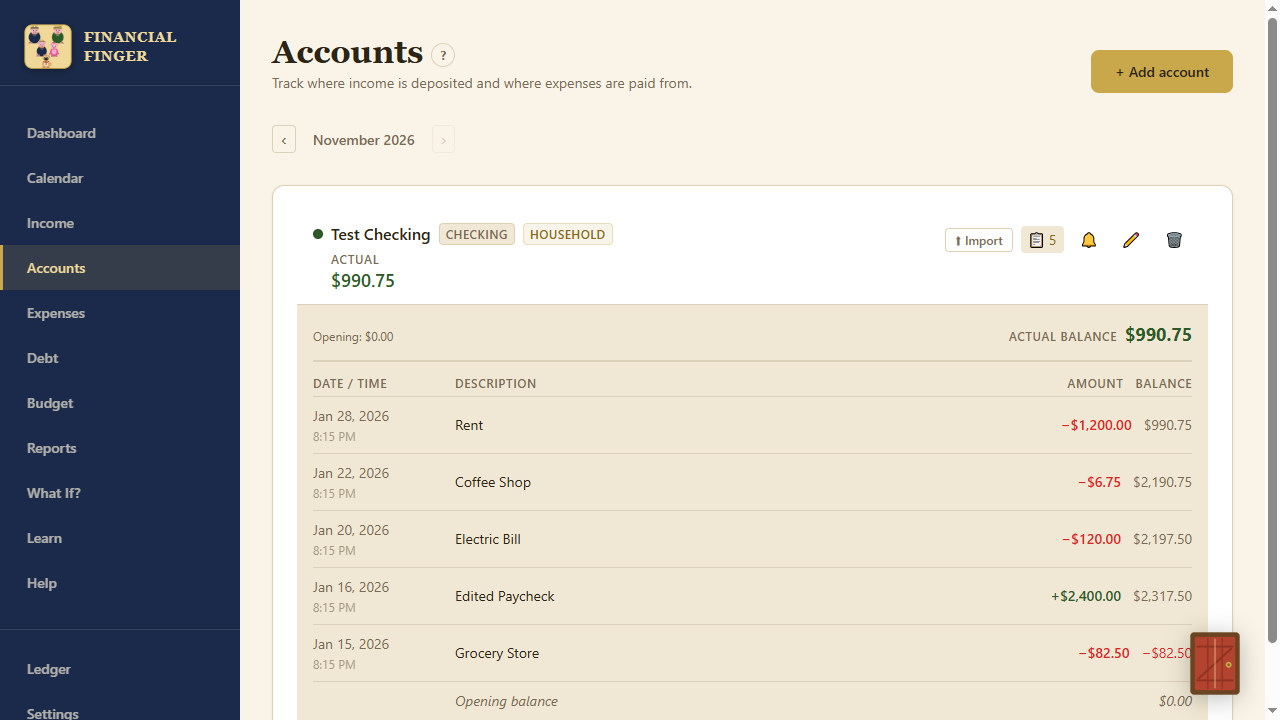 FINANCIAL
FINGER
Dashboard
Calendar
Income
Accounts
Expenses
Debt
Budget
Reports
What If?
Learn
Help
Ledger
Settings
Accounts ?
Track where income is deposited and where expenses are paid from.
+ Add account
‹ November 2026 ›
Test Checking CHECKING HOUSEHOLD
ACTUAL
$990.75
⬆ Import 📋 5
Opening: $0.00 ACTUAL BALANCE $990.75
DATE / TIME DESCRIPTION AMOUNT BALANCE
Jan 28, 2026
8:15 PM
Rent −$1,200.00 $990.75
Jan 22, 2026
8:15 PM
Coffee Shop −$6.75 $2,190.75
Jan 20, 2026
8:15 PM
Electric Bill −$120.00 $2,197.50
Jan 16, 2026
8:15 PM
Edited Paycheck +$2,400.00 $2,317.50
Jan 15, 2026
8:15 PM
Grocery Store −$82.50 −$82.50
Opening balance $0.00